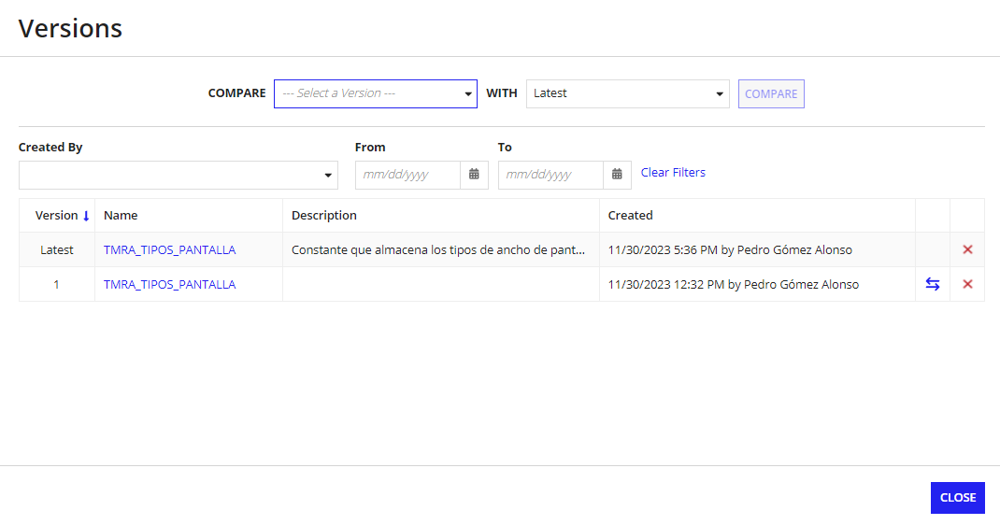 Versions
COMPARE --- Select a Version --- WITH Latest COMPARE
Created By From To
mm/dd/yyyy mm/dd/yyyy Clear Filters
Version Name Description Created
Latest TMRA_TIPOS_PANTALLA Constante que almacena los tipos de ancho de pant... 11/30/2023 5:36 PM by Pedro Gómez Alonso
1 TMRA_TIPOS_PANTALLA 11/30/2023 12:32 PM by Pedro Gómez Alonso
CLOSE